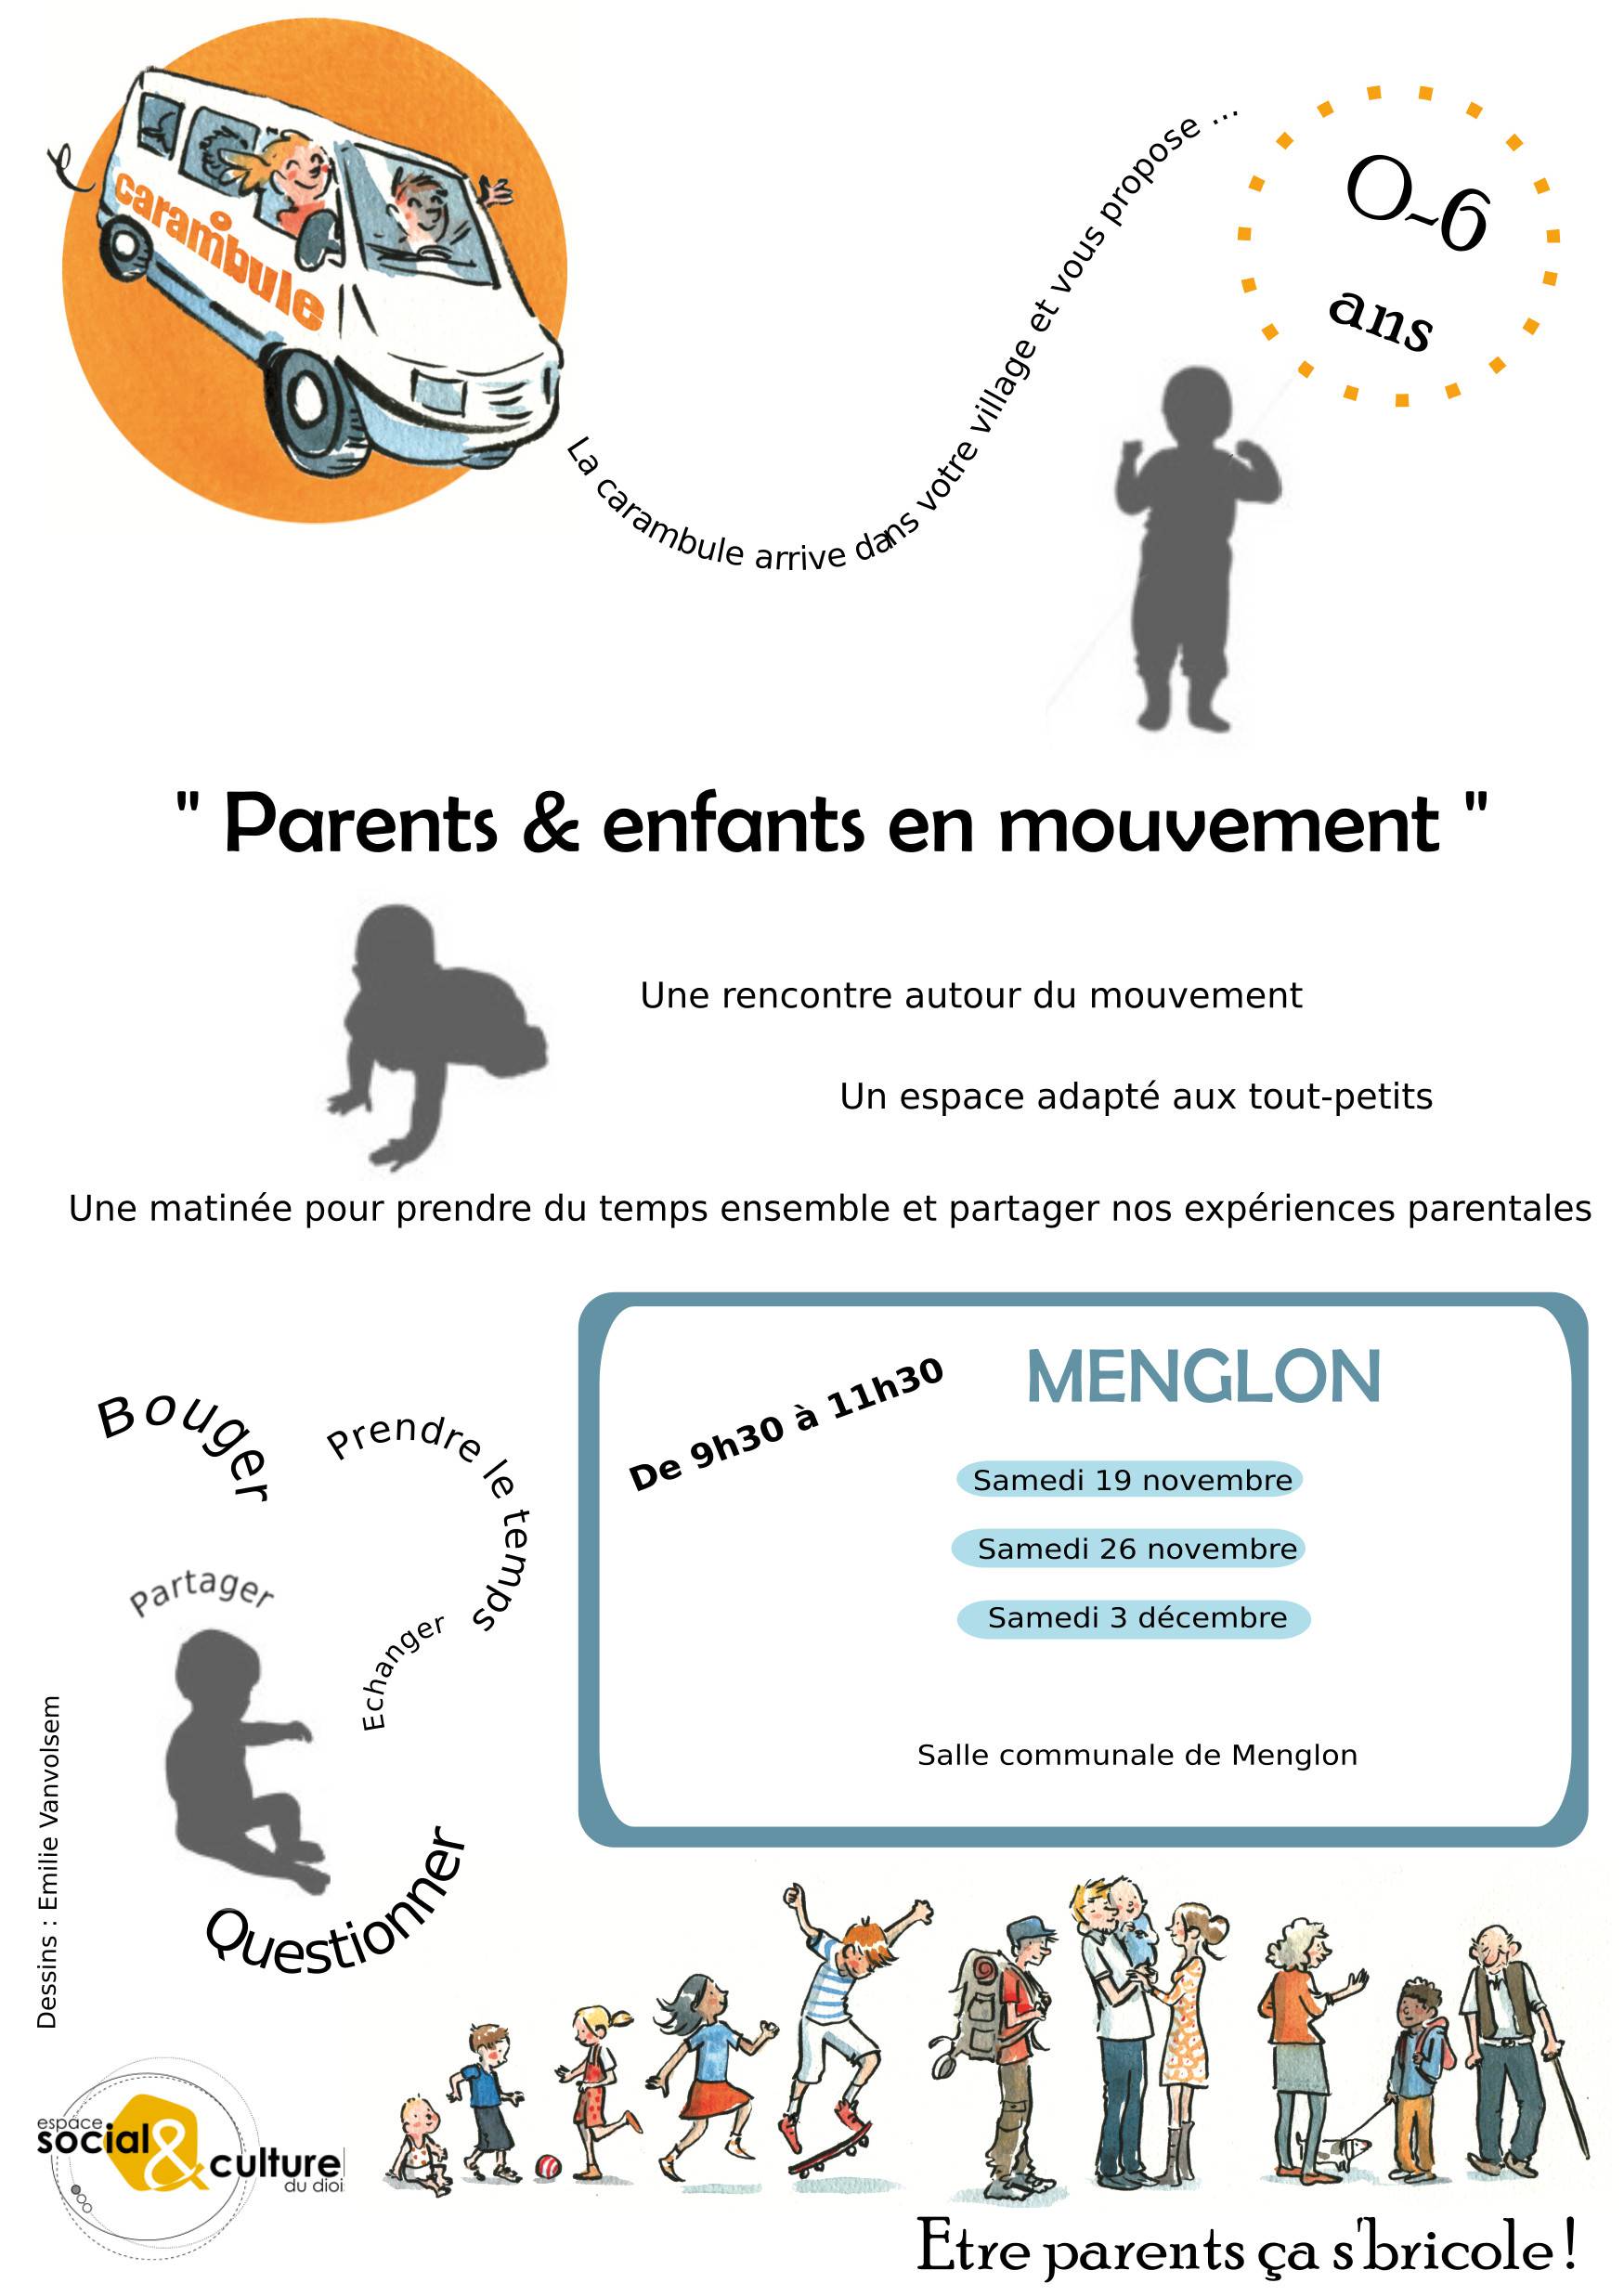 carambule
La carambule arrive dans votre village et vous propose ...
0~6
ans
" Parents & enfants en mouvement "
Une rencontre autour du mouvement
Un espace adapté aux tout-petits
Une matinée pour prendre du temps ensemble et partager nos expériences parentales
De 9h30 à 11h30
MENGLON
Samedi 19 novembre
Samedi 26 novembre
Samedi 3 décembre
Salle communale de Menglon
Bouger
Prendre le temps
Partager
Echanger
Questionner
Dessins : Emilie Vanvolsem
espace
social & culturel
du dioi
Etre parents ça s'bricole !